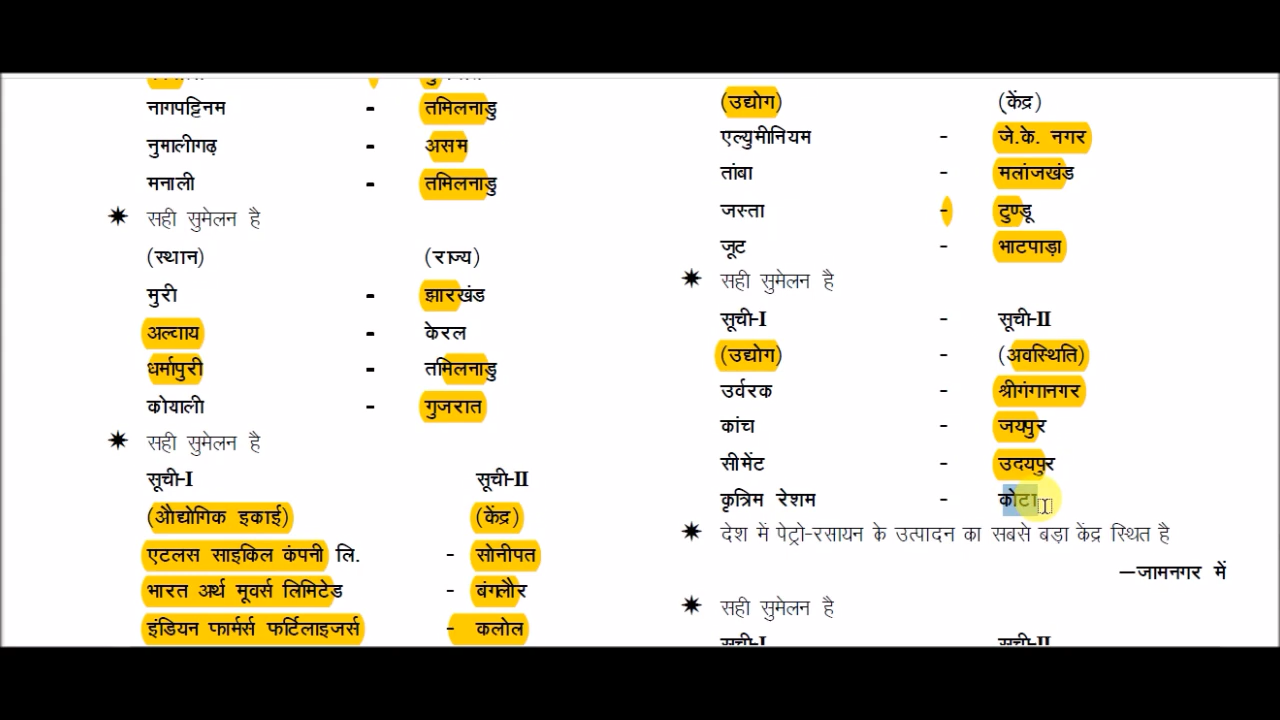 नागपट्टिनम - तमिलनाडु
नुमालीगढ़ - असम
मनाली - तमिलनाडु
✷ सही सुमेलन है
(स्थान) (राज्य)
मुरी - झारखंड
अल्वाय - केरल
धर्मापुरी - तमिलनाडु
कोयाली - गुजरात
✷ सही सुमेलन है
सूची-I सूची-II
(औद्योगिक इकाई) (केंद्र)
एटलस साइकिल कंपनी लि. - सोनीपत
भारत अर्थ मूवर्स लिमिटेड - बंगलौर
इंडियन फार्मर्स फर्टिलाइजर्स - कलोल
(उद्योग) (केंद्र)
एल्युमीनियम - जे.के. नगर
तांबा - मलांजखंड
जस्ता - टुण्डू
जूट - भाटपाड़ा
✷ सही सुमेलन है
सूची-I - सूची-II
(उद्योग) - (अवस्थिति)
उर्वरक - श्रीगंगानगर
कांच - जयपुर
सीमेंट - उदयपुर
कृत्रिम रेशम - कोटा
✷ देश में पेट्रो-रसायन के उत्पादन का सबसे बड़ा केंद्र स्थित है
—जामनगर में
✷ सही सुमेलन है
सूची-I सूची-II